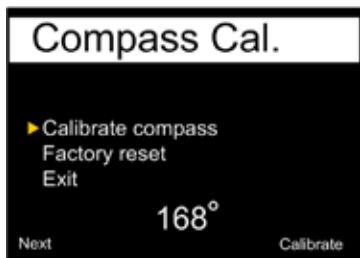 Compass Cal.
Calibrate compass
Factory reset
Exit
168°
Next Calibrate